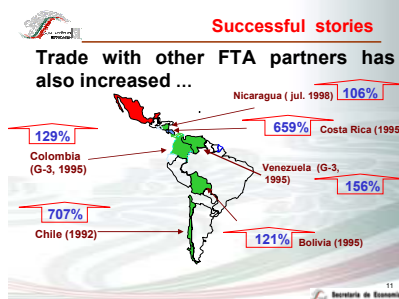 Successful stories
Trade with other FTA partners has
also increased ...
Nicaragua ( jul. 1998) 106%
129% 659% Costa Rica (1995
Colombia
(G-3, 1995)
Venezuela (G-3,
1995)
156%
707%
Chile (1992)
121% Bolivia (1995)
11
Secretaría de Economía